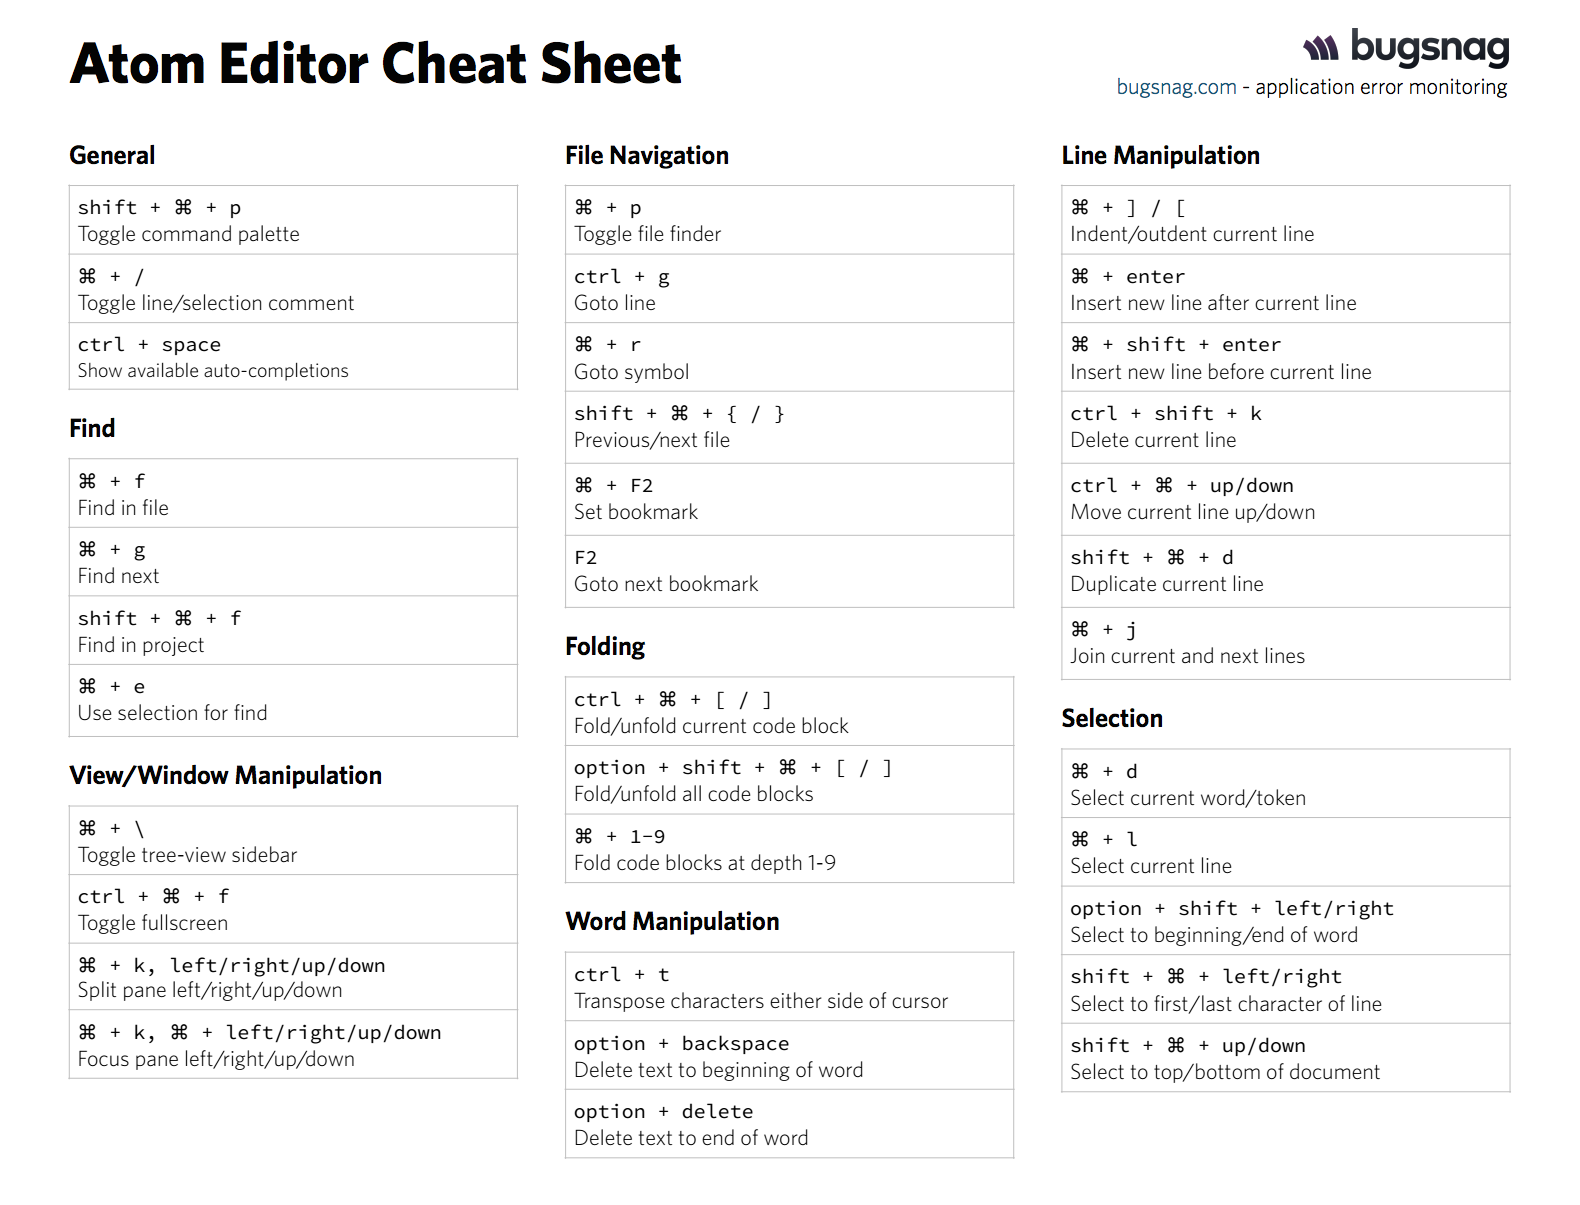 Atom Editor Cheat Sheet
bugsnag
bugsnag.com - application error monitoring
General
shift + ⌘ + p
Toggle command palette
⌘ + /
Toggle line/selection comment
ctrl + space
Show available auto-completions
Find
⌘ + f
Find in file
⌘ + g
Find next
shift + ⌘ + f
Find in project
⌘ + e
Use selection for find
View/Window Manipulation
⌘ + \
Toggle tree-view sidebar
ctrl + ⌘ + f
Toggle fullscreen
⌘ + k, left/right/up/down
Split pane left/right/up/down
⌘ + k, ⌘ + left/right/up/down
Focus pane left/right/up/down
File Navigation
⌘ + p
Toggle file finder
ctrl + g
Goto line
⌘ + r
Goto symbol
shift + ⌘ + { / }
Previous/next file
⌘ + F2
Set bookmark
F2
Goto next bookmark
Folding
ctrl + ⌘ + [ / ]
Fold/unfold current code block
option + shift + ⌘ + [ / ]
Fold/unfold all code blocks
⌘ + 1-9
Fold code blocks at depth 1-9
Word Manipulation
ctrl + t
Transpose characters either side of cursor
option + backspace
Delete text to beginning of word
option + delete
Delete text to end of word
Line Manipulation
⌘ + ] / [
Indent/outdent current line
⌘ + enter
Insert new line after current line
⌘ + shift + enter
Insert new line before current line
ctrl + shift + k
Delete current line
ctrl + ⌘ + up/down
Move current line up/down
shift + ⌘ + d
Duplicate current line
⌘ + j
Join current and next lines
Selection
⌘ + d
Select current word/token
⌘ + l
Select current line
option + shift + left/right
Select to beginning/end of word
shift + ⌘ + left/right
Select to first/last character of line
shift + ⌘ + up/down
Select to top/bottom of document